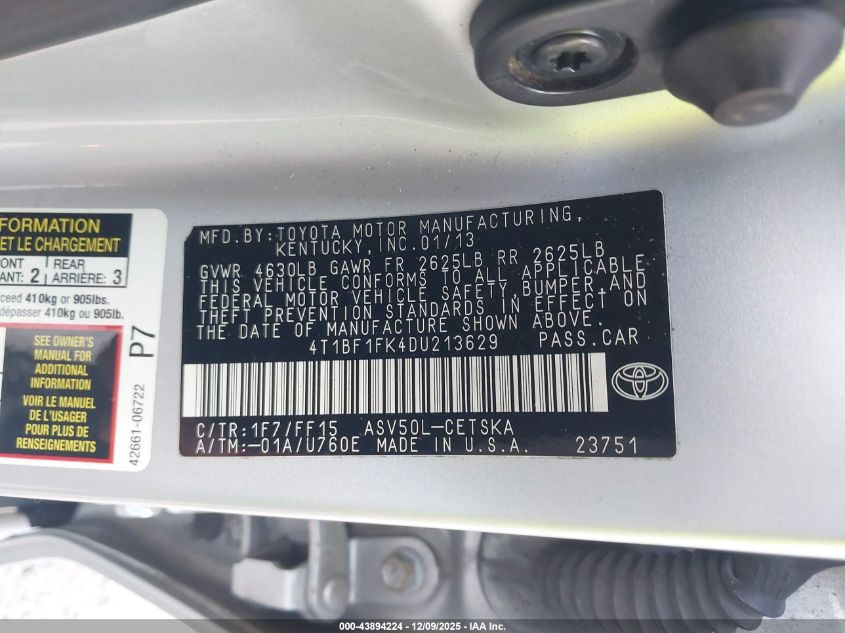 FORMATION
ET LE CHARGEMENT
ONT
ANT: 2
REAR
ARRIÈRE: 3
ceed 410kg or 905lbs.
dépasser 410kg ou 905lb.
SEE OWNER'S
MANUAL FOR
ADDITIONAL
INFORMATION
VOIR LE MANUEL
DE L'USAGER
POUR PLUS DE
RENSEIGNEMENTS
P7
42661-06722
MFD. BY: TOYOTA MOTOR MANUFACTURING,
KENTUCKY, INC. 01/13
GVWR 4630LB GAWR FR 2625LB RR 2625LB
THIS VEHICLE CONFORMS TO ALL APPLICABLE
FEDERAL MOTOR VEHICLE SAFETY, BUMPER, AND
THEFT PREVENTION STANDARDS IN EFFECT ON
THE DATE OF MANUFACTURE SHOWN ABOVE.
4T1BF1FK4DU213629 PASS. CAR
C/TR: 1F7/FF15 ASV50L-CETSKA
A/TM: -01A/U760E MADE IN U.S.A. 23751
000-43894224 - 12/09/2025 - IAA Inc.